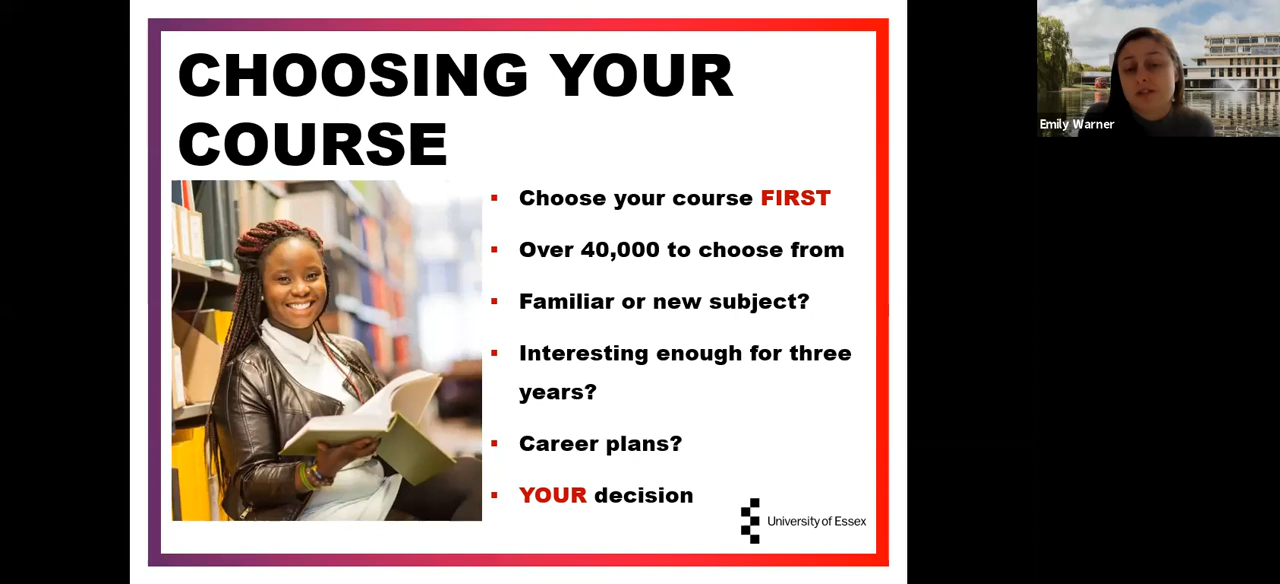 CHOOSING YOUR
COURSE
Choose your course FIRST
Over 40,000 to choose from
Familiar or new subject?
Interesting enough for three
years?
Career plans?
YOUR decision
University of Essex
Emily Warner